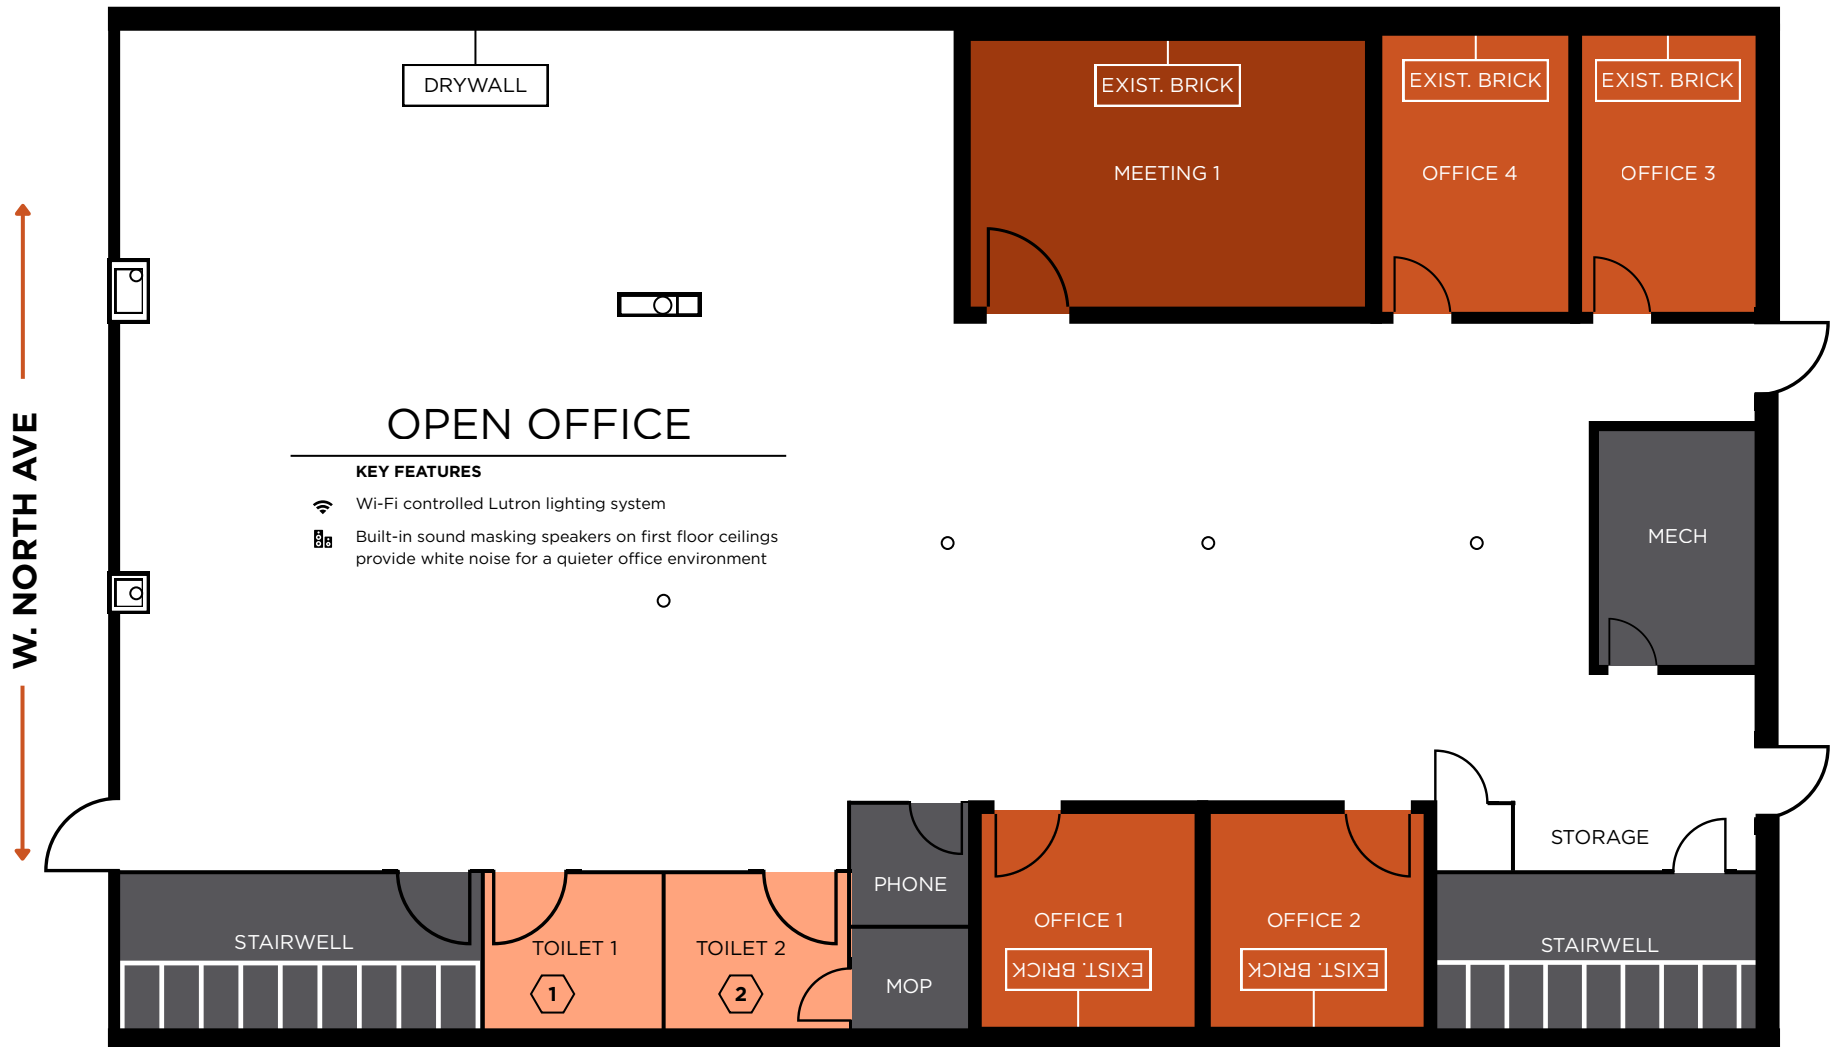 DRYWALL
EXIST. BRICK
EXIST. BRICK
EXIST. BRICK
MEETING 1
OFFICE 4
OFFICE 3
W. NORTH AVE
OPEN OFFICE
KEY FEATURES
Wi-Fi controlled Lutron lighting system
Built-in sound masking speakers on first floor ceilings
provide white noise for a quieter office environment
MECH
STORAGE
PHONE
STAIRWELL
TOILET 1
TOILET 2
OFFICE 1
OFFICE 2
STAIRWELL
EXIST. BRICK
EXIST. BRICK
1
2
MOP